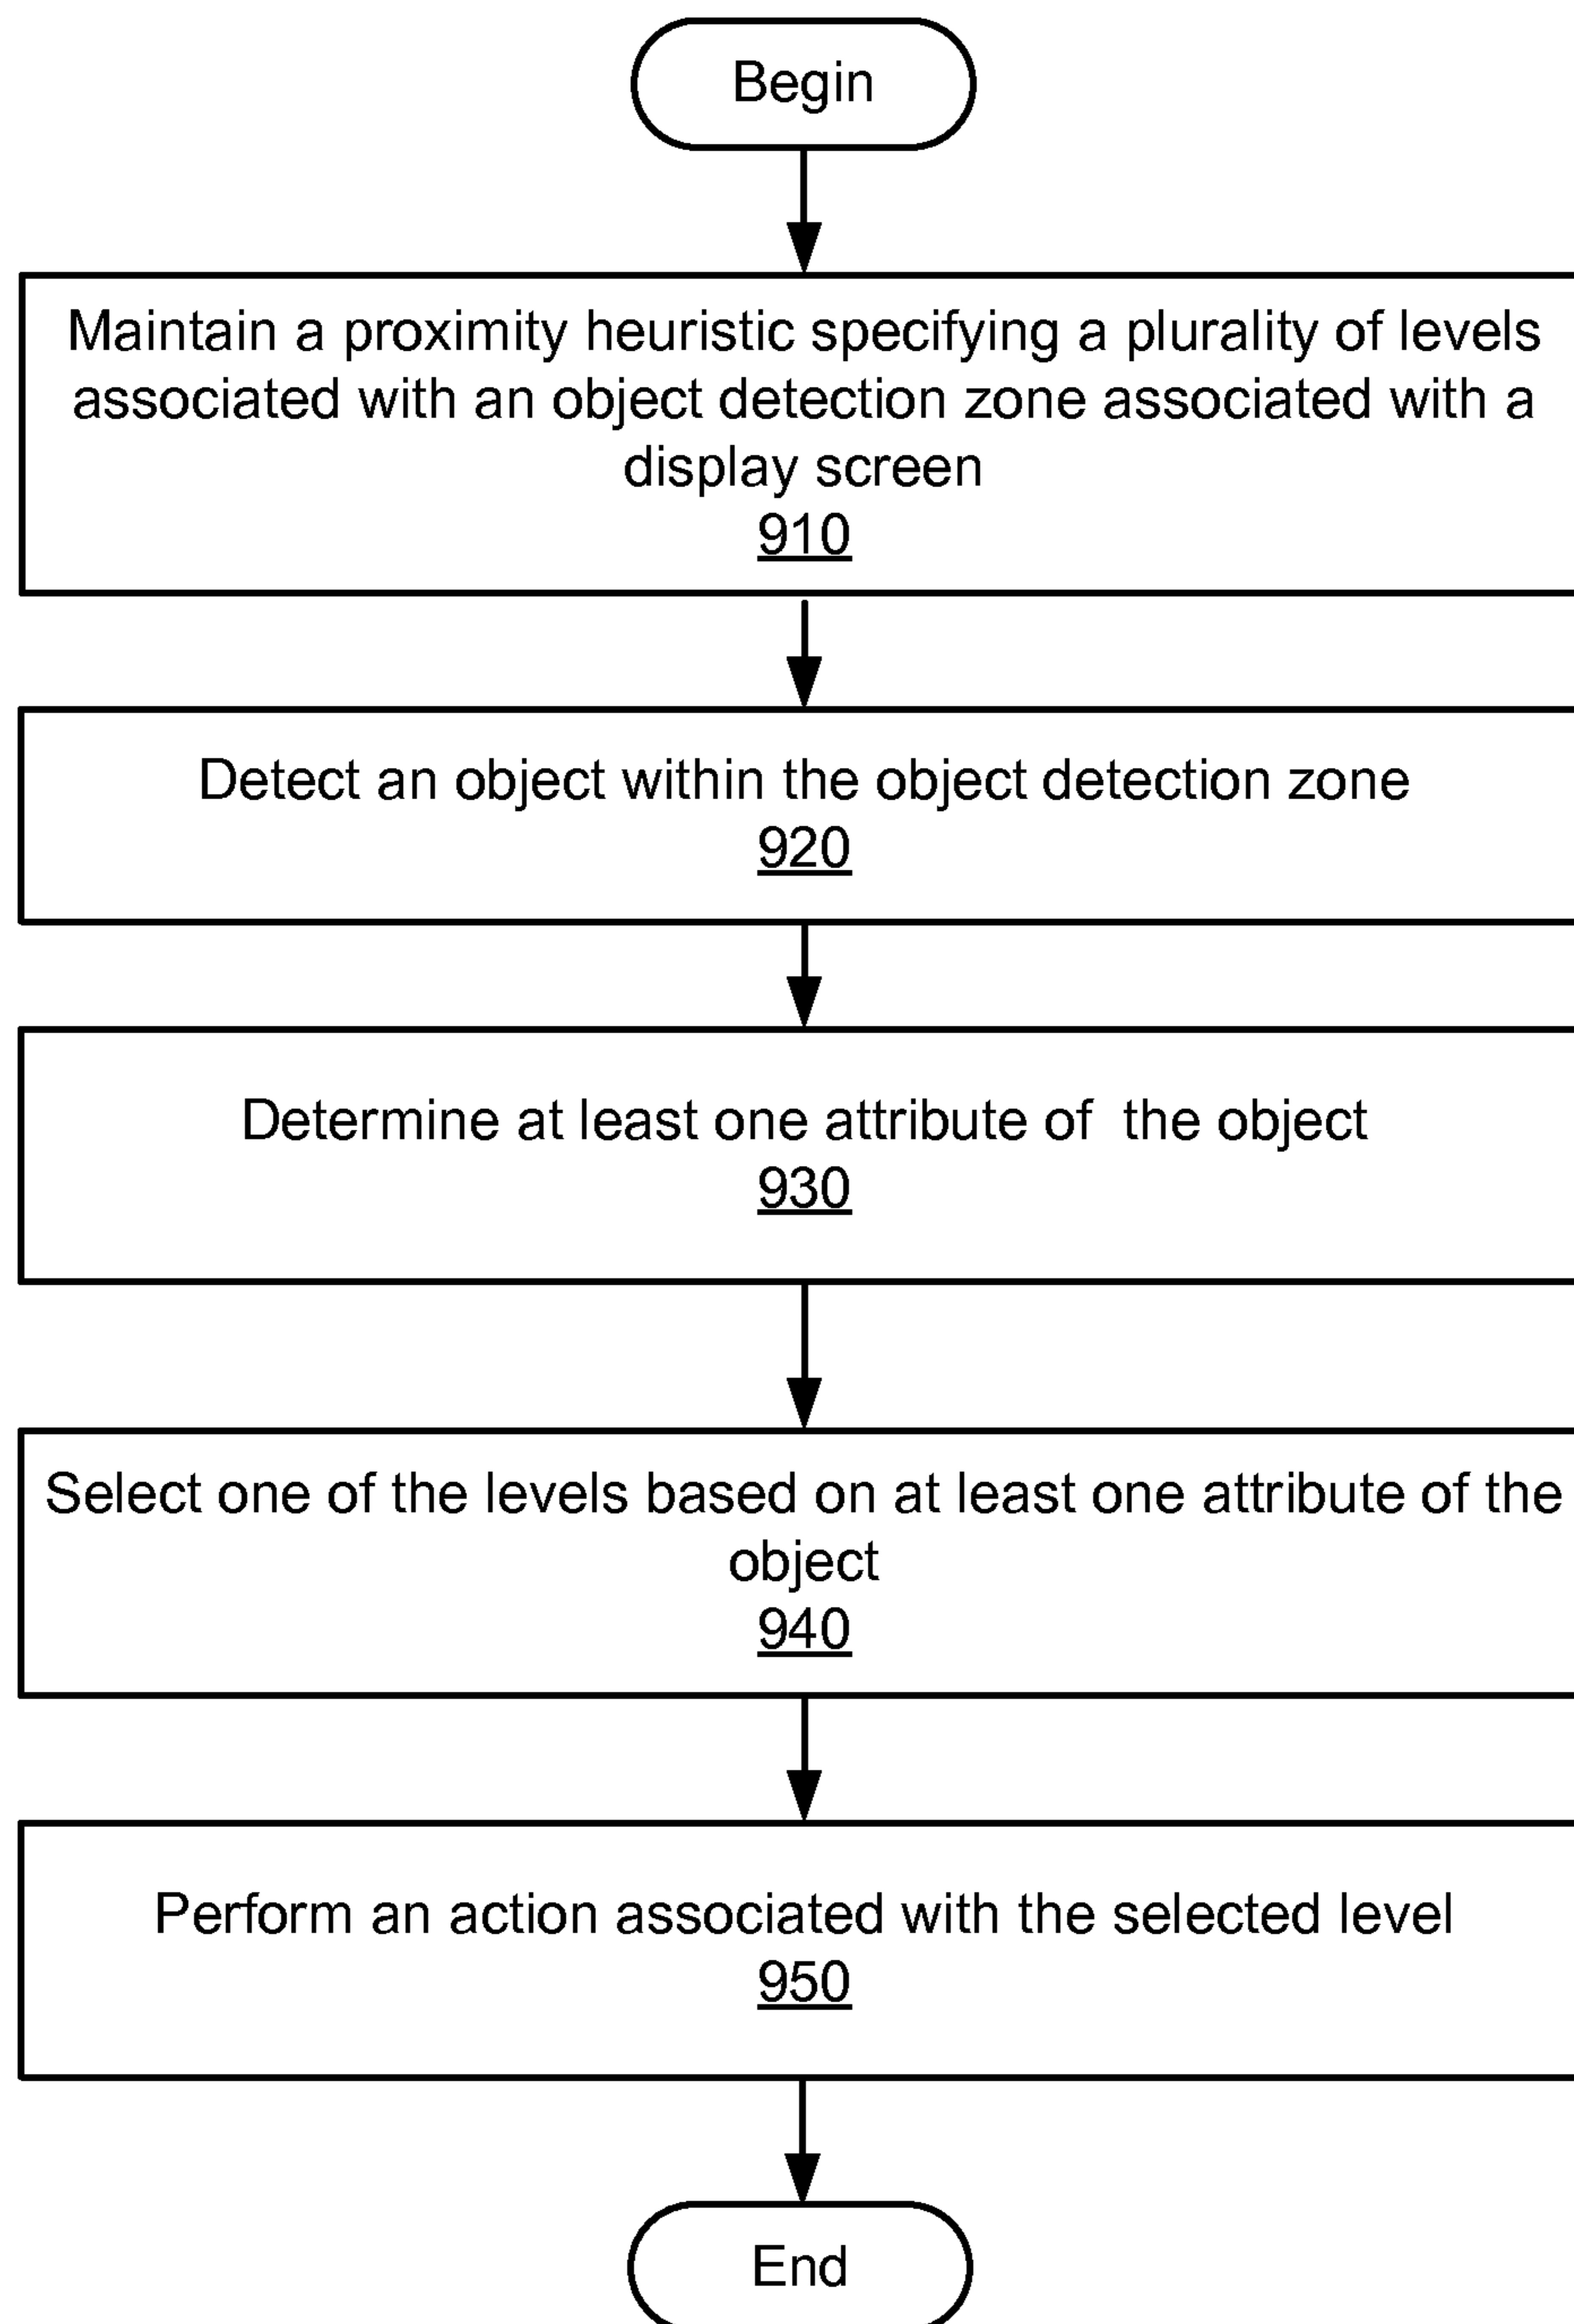 Begin
Maintain a proximity heuristic specifying a plurality of levels
associated with an object detection zone associated with a
display screen
910
Detect an object within the object detection zone
920
Determine at least one attribute of the object
930
Select one of the levels based on at least one attribute of the
object
940
Perform an action associated with the selected level
950
End